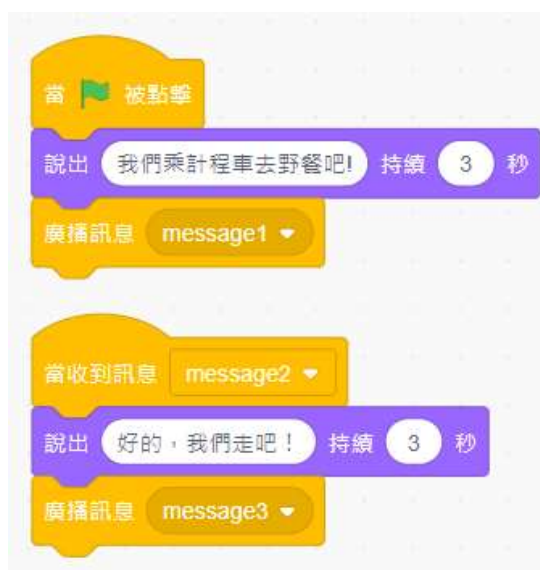 當 被點擊
說出 我們乘計程車去野餐吧! 持續 3 秒
廣播訊息 message1
當收到訊息 message2
說出 好的，我們走吧！ 持續 3 秒
廣播訊息 message3